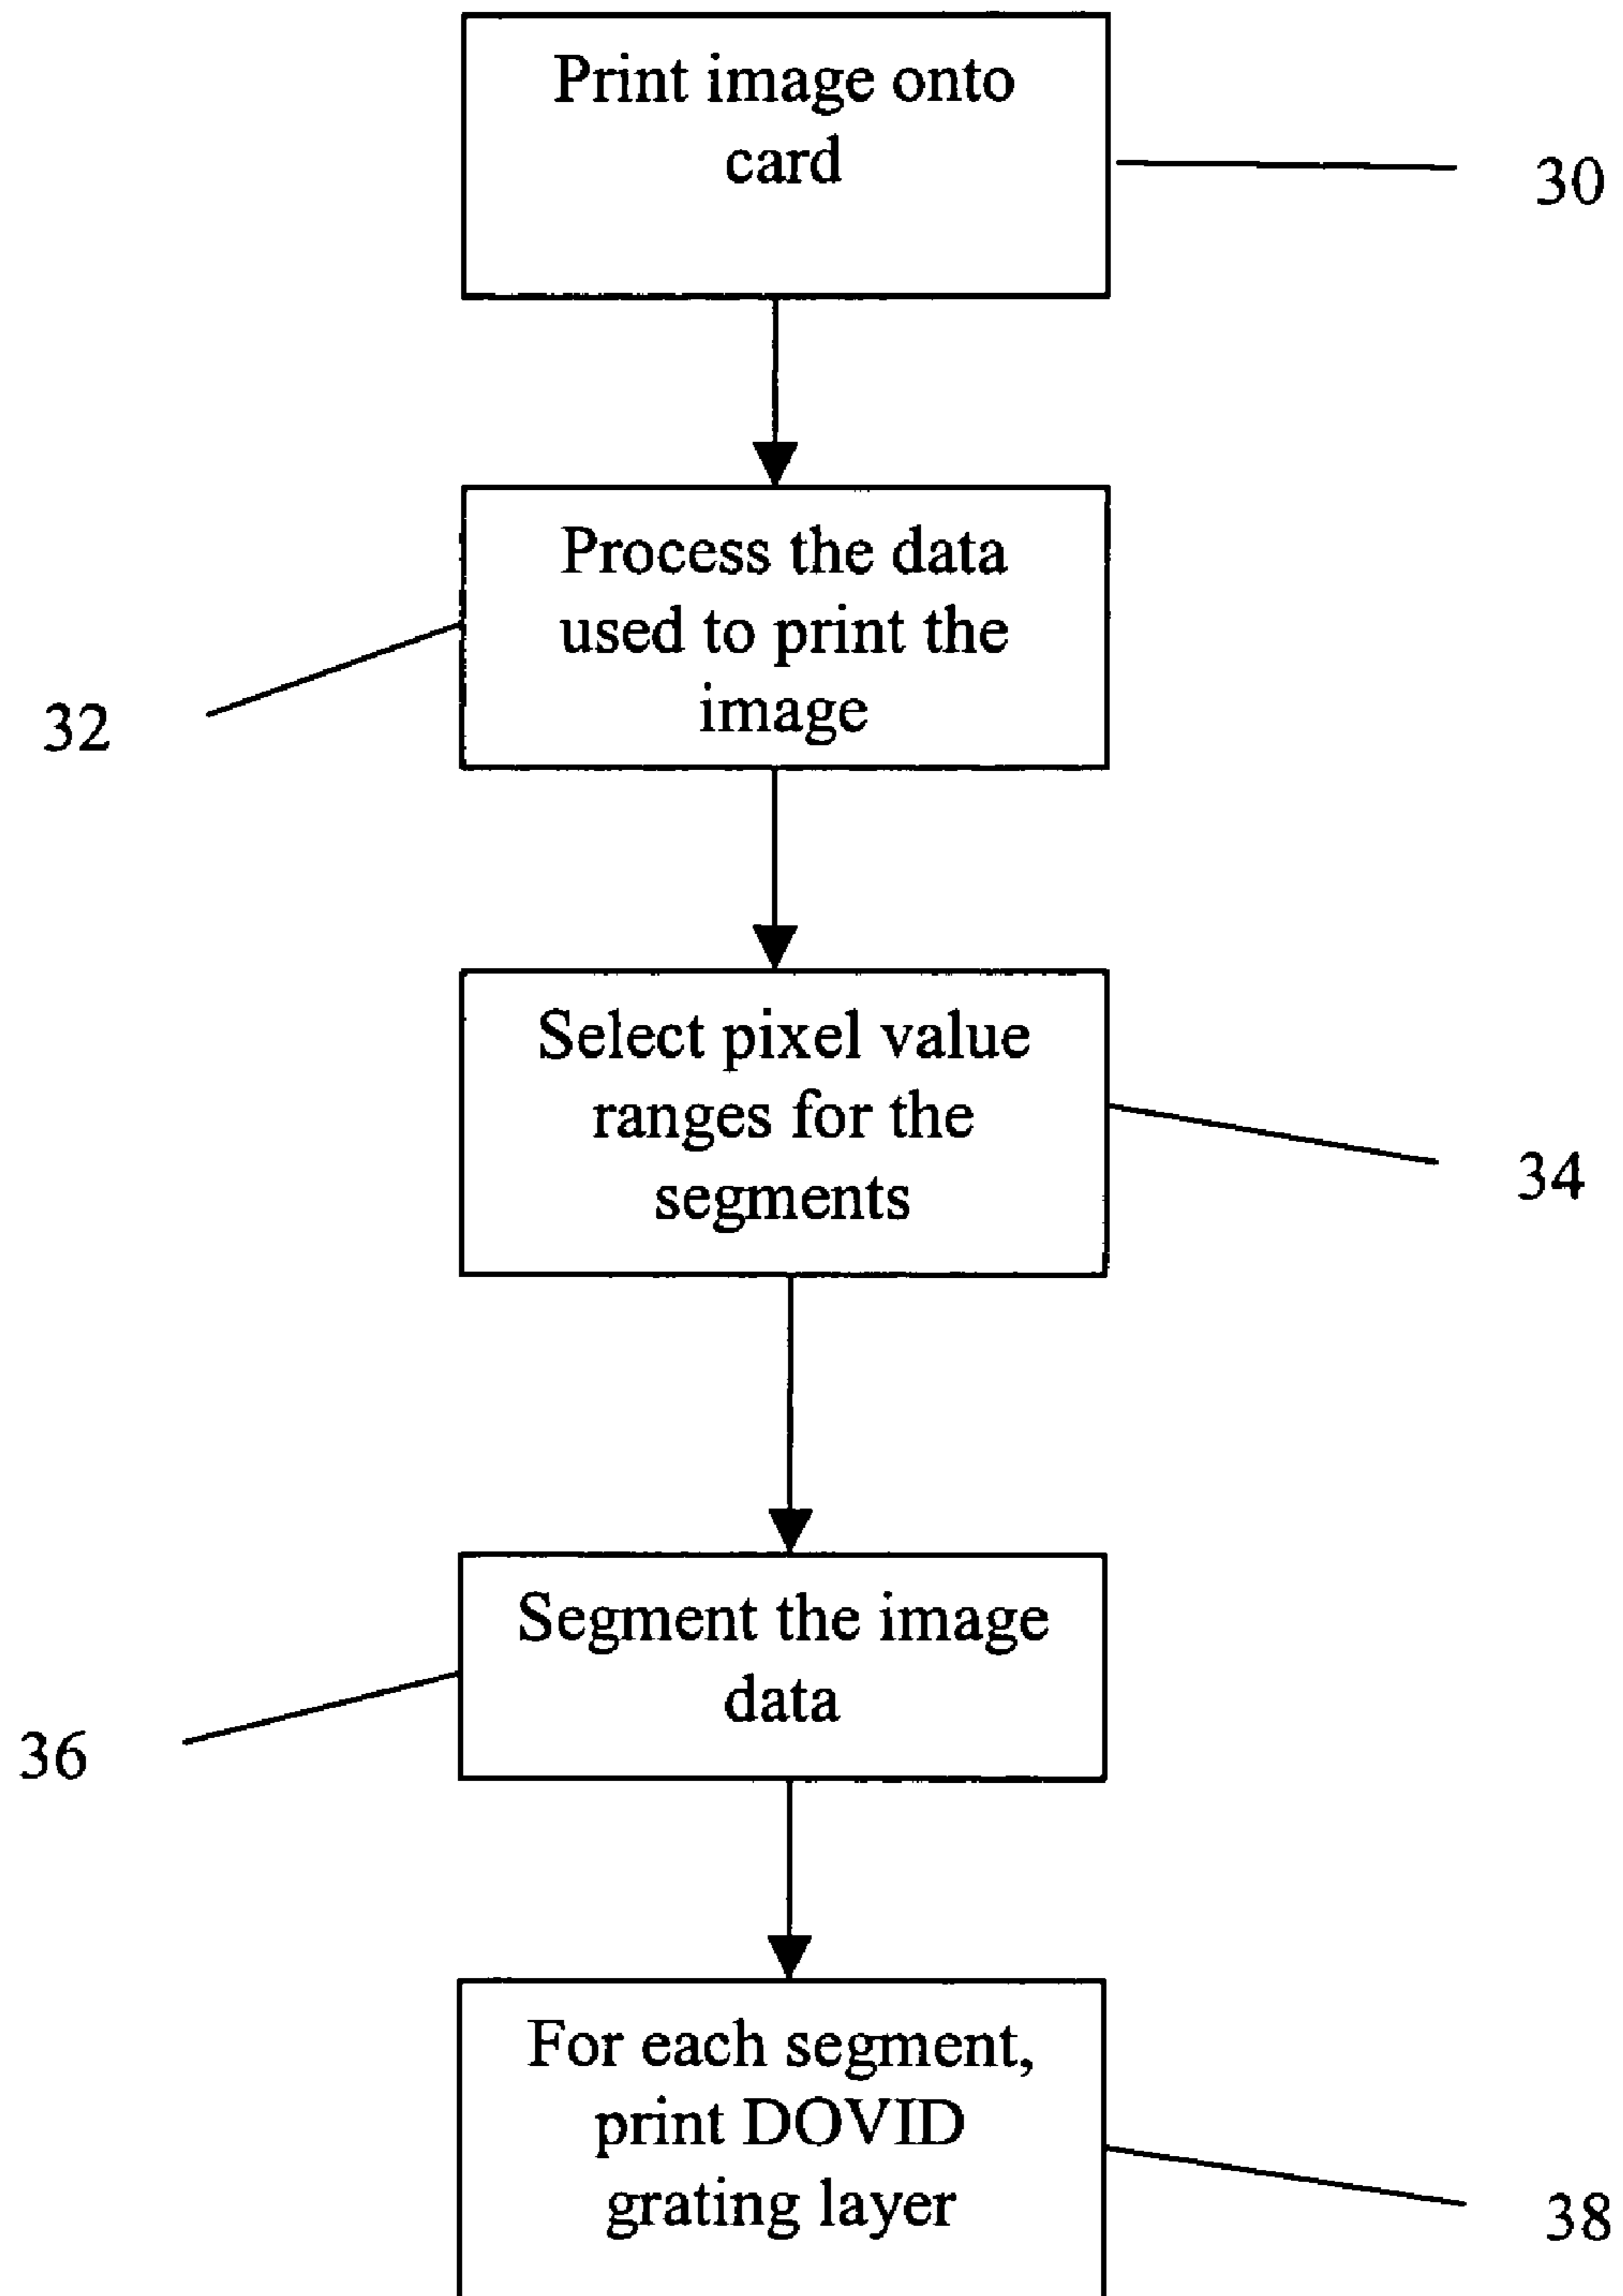 Print image onto
card
30
Process the data
used to print the
image
32
Select pixel value
ranges for the
segments
34
Segment the image
data
36
For each segment,
print DOVID
grating layer
38